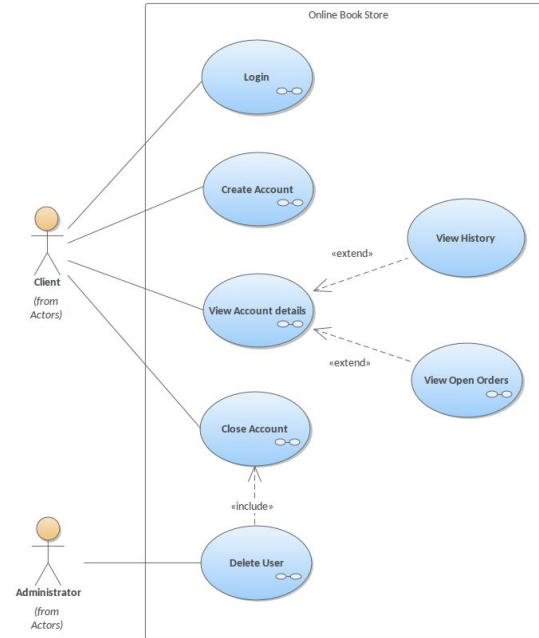 Online Book Store
Login
Create Account
View History
«extend»
Client
(from
Actors)
View Account details
«extend»
View Open Orders
Close Account
«include»
Delete User
Administrator
(from
Actors)